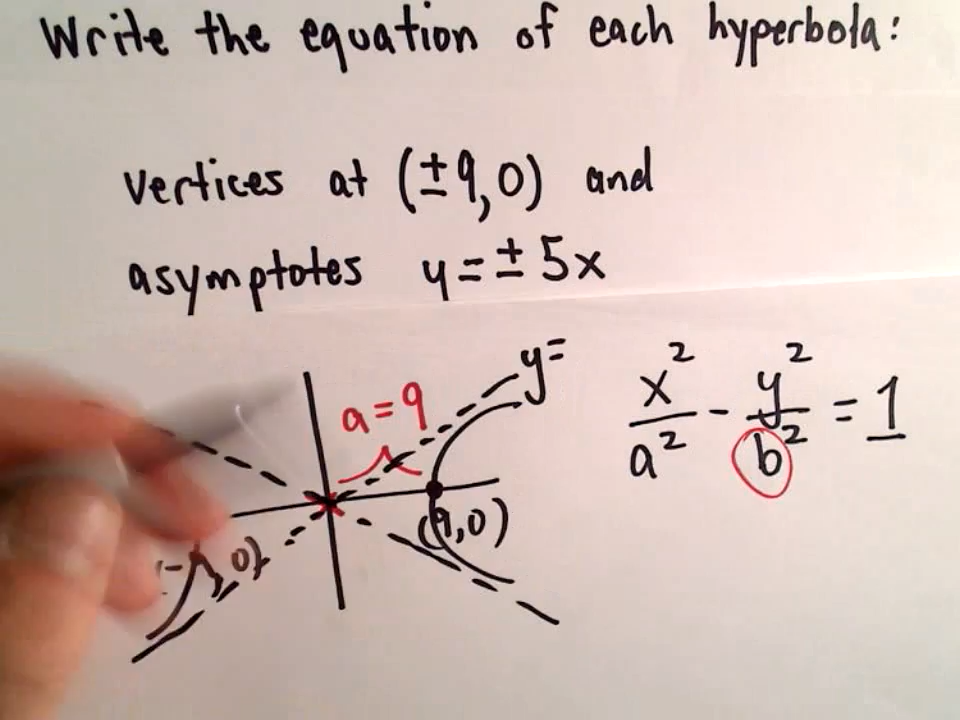 Write the equation of each hyperbola:
vertices at (±9,0) and
asymptotes y=±5x
y=
a=9
x²/a² - y²/b² = 1
(9,0)
,0)